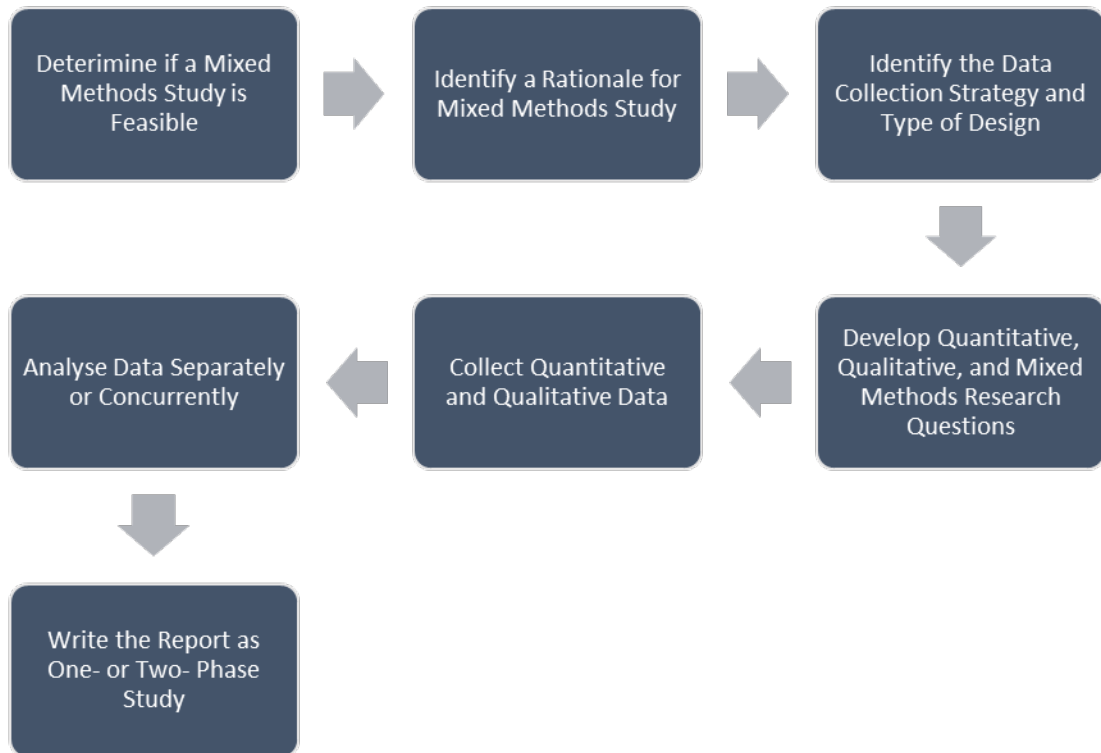 Deterimine if a Mixed
Methods Study is
Feasible
Identify a Rationale for
Mixed Methods Study
Identify the Data
Collection Strategy and
Type of Design
Develop Quantitative,
Qualitative, and Mixed
Methods Research
Questions
Collect Quantitative
and Qualitative Data
Analyse Data Separately
or Concurrently
Write the Report as
One- or Two- Phase
Study